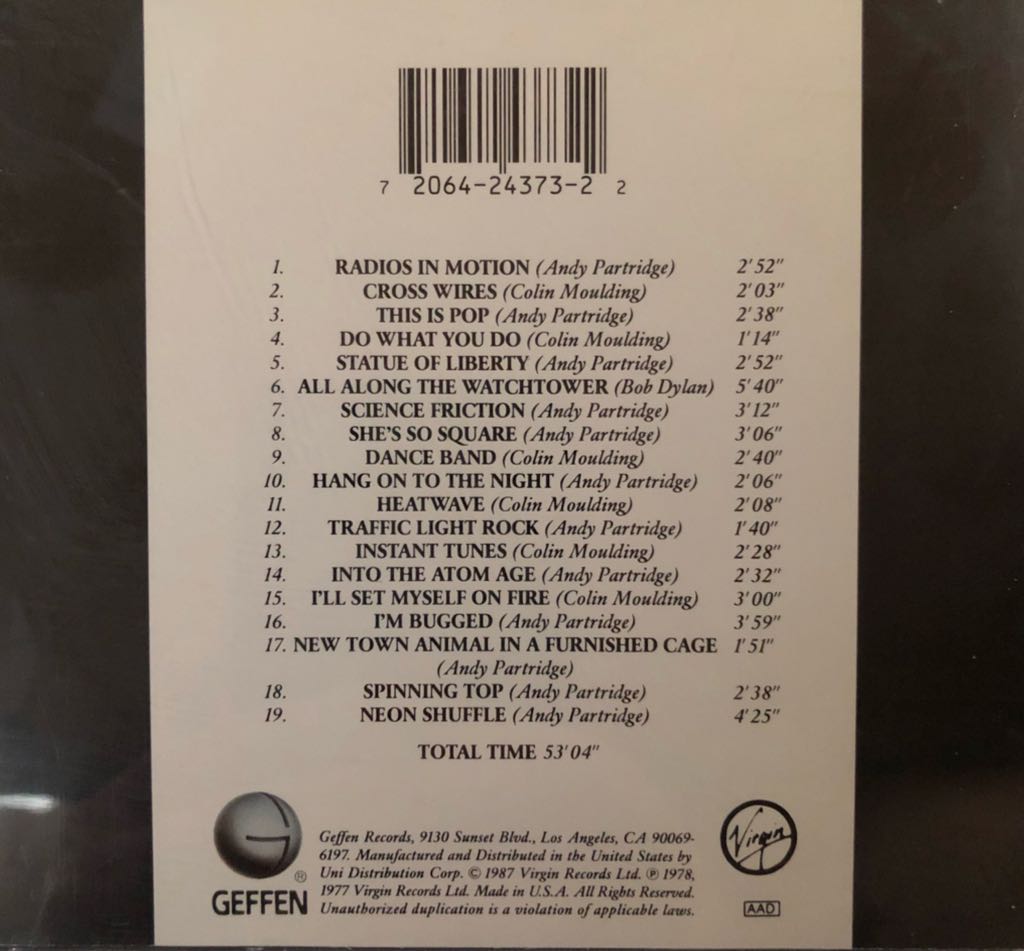 7 2064-24373-2 2
1. RADIOS IN MOTION (Andy Partridge) 2'52"
2. CROSS WIRES (Colin Moulding) 2'03"
3. THIS IS POP (Andy Partridge) 2'38"
4. DO WHAT YOU DO (Colin Moulding) 1'14"
5. STATUE OF LIBERTY (Andy Partridge) 2'52"
6. ALL ALONG THE WATCHTOWER (Bob Dylan) 5'40"
7. SCIENCE FRICTION (Andy Partridge) 3'12"
8. SHE'S SO SQUARE (Andy Partridge) 3'06"
9. DANCE BAND (Colin Moulding) 2'40"
10. HANG ON TO THE NIGHT (Andy Partridge) 2'06"
11. HEATWAVE (Colin Moulding) 2'08"
12. TRAFFIC LIGHT ROCK (Andy Partridge) 1'40"
13. INSTANT TUNES (Colin Moulding) 2'28"
14. INTO THE ATOM AGE (Andy Partridge) 2'32"
15. I'LL SET MYSELF ON FIRE (Colin Moulding) 3'00"
16. I'M BUGGED (Andy Partridge) 3'59"
17. NEW TOWN ANIMAL IN A FURNISHED CAGE 1'51"
(Andy Partridge)
18. SPINNING TOP (Andy Partridge) 2'38"
19. NEON SHUFFLE (Andy Partridge) 4'25"
TOTAL TIME 53'04"
G
®
GEFFEN
Geffen Records, 9130 Sunset Blvd., Los Angeles, CA 90069-
6197. Manufactured and Distributed in the United States by
Uni Distribution Corp. © 1987 Virgin Records Ltd. ℗ 1978,
1977 Virgin Records Ltd. Made in U.S.A. All Rights Reserved.
Unauthorized duplication is a violation of applicable laws.
Virgin
AAD